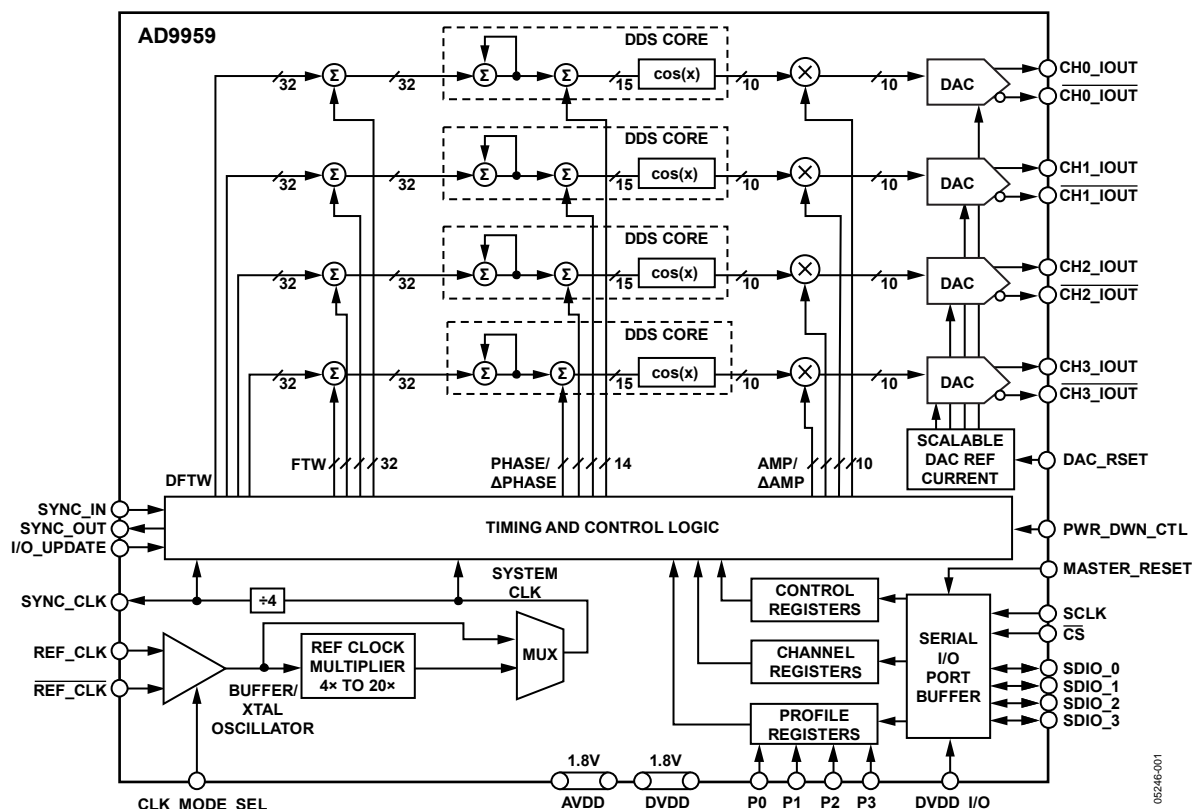 AD9959
DDS CORE
Σ Σ Σ cos(x) × DAC
32 32 15 10 10
CH0_IOUT
CH0_IOUT
DDS CORE
Σ Σ Σ cos(x) × DAC
32 32 15 10 10
CH1_IOUT
CH1_IOUT
DDS CORE
Σ Σ Σ cos(x) × DAC
32 32 15 10 10
CH2_IOUT
CH2_IOUT
DDS CORE
Σ Σ Σ cos(x) × DAC
32 32 15 10 10
CH3_IOUT
CH3_IOUT
DFTW
FTW
32
PHASE/
ΔPHASE
14
AMP/
ΔAMP
10
SCALABLE
DAC REF
CURRENT
DAC_RSET
SYNC_IN
SYNC_OUT
I/O_UPDATE
TIMING AND CONTROL LOGIC
PWR_DWN_CTL
SYNC_CLK
÷4
SYSTEM
CLK
REF_CLK
REF_CLK
BUFFER/
XTAL
OSCILLATOR
REF CLOCK
MULTIPLIER
4× TO 20×
MUX
CONTROL
REGISTERS
CHANNEL
REGISTERS
PROFILE
REGISTERS
SERIAL
I/O
PORT
BUFFER
MASTER_RESET
SCLK
CS
SDIO_0
SDIO_1
SDIO_2
SDIO_3
CLK_MODE_SEL
1.8V
AVDD
1.8V
DVDD
P0 P1 P2 P3
DVDD_I/O
05246-001